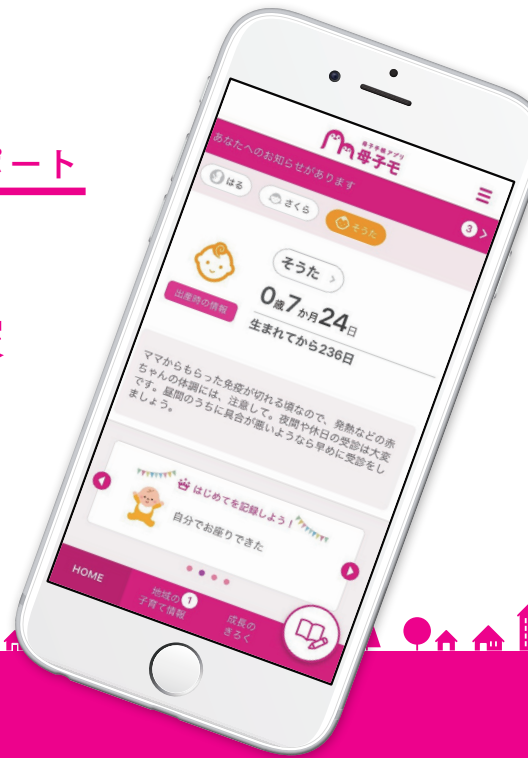 ポート
母子手帳アプリ
母子モ
あなたへのお知らせがあります
3
はる
さくら
そうた
そうた
0歳7か月24日
生まれてから236日
出産時の情報
ママからもらった免疫が切れる頃なので、発熱などの赤
ちゃんの体調には、注意して。夜間や休日の受診は大変
です。昼間のうちに具合が悪いようなら早めに受診をし
ましょう。
はじめてを記録しよう!
自分でお座りできた
HOME
地域の
子育て情報
1
成長の
きろく